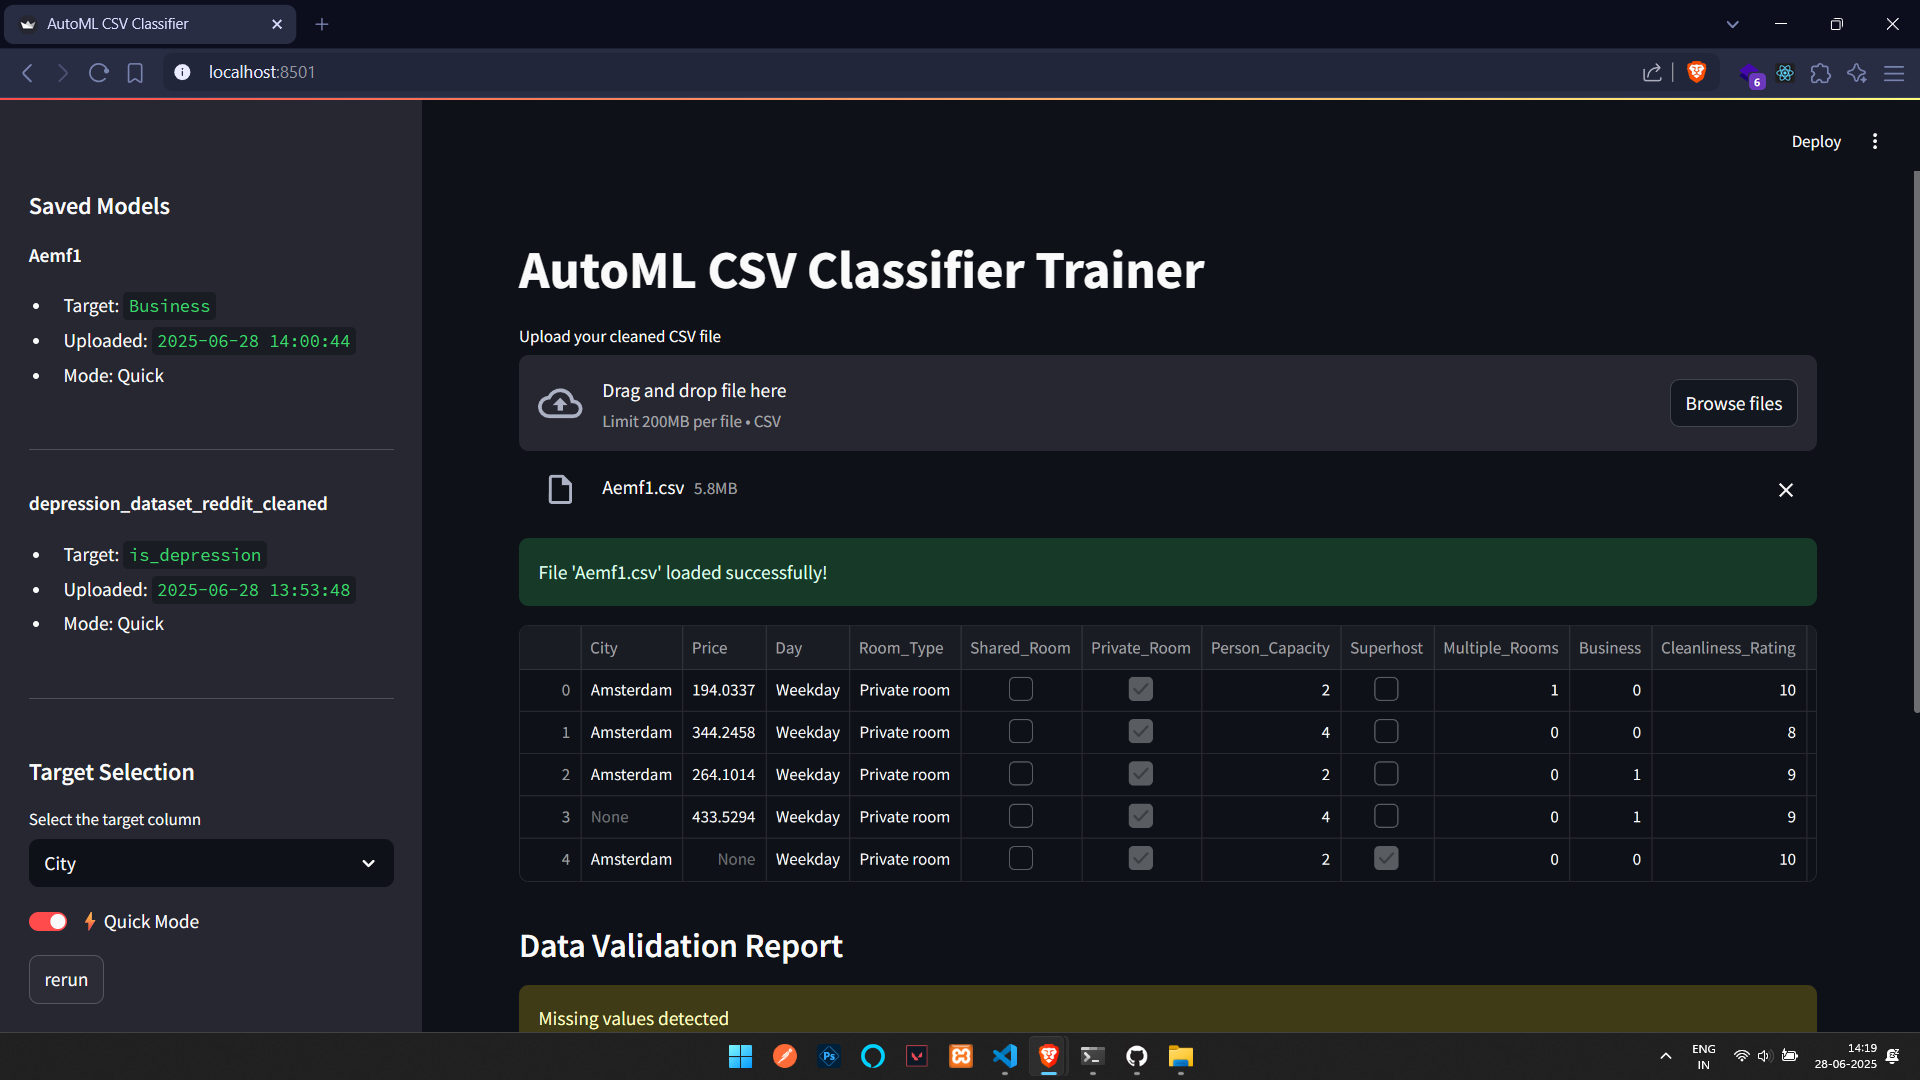 AutoML CSV Classifier
localhost:8501
6
Deploy
Saved Models
Aemf1
• Target: Business
• Uploaded: 2025-06-28 14:00:44
• Mode: Quick
depression_dataset_reddit_cleaned
• Target: is_depression
• Uploaded: 2025-06-28 13:53:48
• Mode: Quick
Target Selection
Select the target column
City
Quick Mode
rerun
AutoML CSV Classifier Trainer
Upload your cleaned CSV file
Drag and drop file here
Limit 200MB per file • CSV
Browse files
Aemf1.csv 5.8MB
File 'Aemf1.csv' loaded successfully!
City Price Day Room_Type Shared_Room Private_Room Person_Capacity Superhost Multiple_Rooms Business Cleanliness_Rating
0 Amsterdam 194.0337 Weekday Private room 2 1 0 10
1 Amsterdam 344.2458 Weekday Private room 4 0 0 8
2 Amsterdam 264.1014 Weekday Private room 2 0 1 9
3 None 433.5294 Weekday Private room 4 0 1 9
4 Amsterdam None Weekday Private room 2 0 0 10
Data Validation Report
Missing values detected
Ps
ENG
IN
14:19
28-06-2025